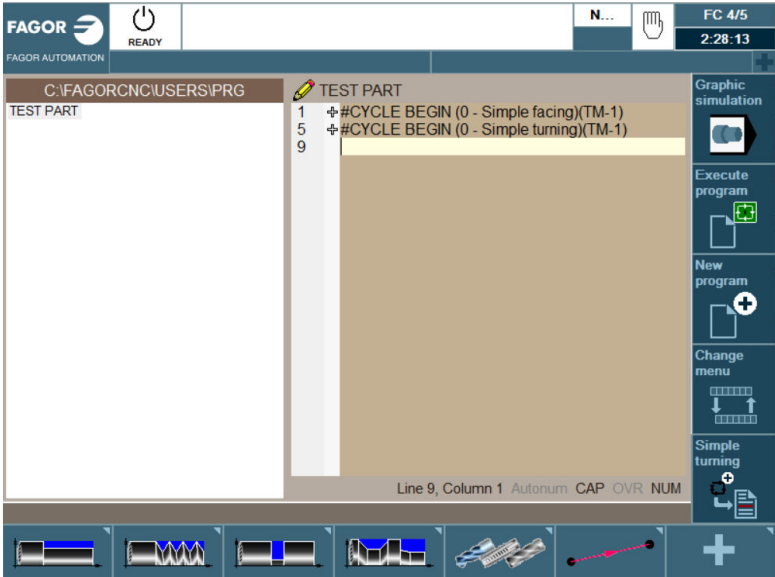 FAGOR
READY
N...
FC 4/5
2:28:13
FAGOR AUTOMATION
C:\FAGORCNC\USERS\PRG
TEST PART
TEST PART
1 #CYCLE BEGIN (0 - Simple facing)(TM-1)
5 #CYCLE BEGIN (0 - Simple turning)(TM-1)
9
Line 9, Column 1 Autonum CAP OVR NUM
Graphic
simulation
Execute
program
New
program
Change
menu
Simple
turning